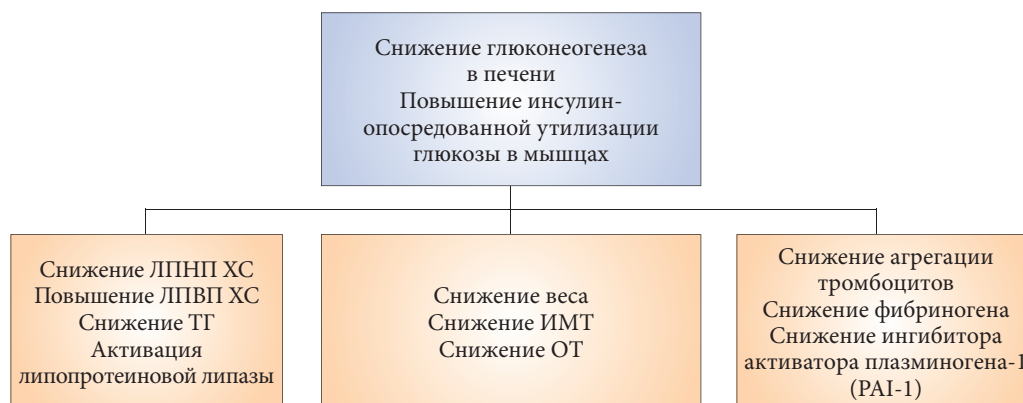 Снижение глюконеогенеза
в печени
Повышение инсулин-
опосредованной утилизации
глюкозы в мышцах
Снижение ЛПНП ХС
Повышение ЛПВП ХС
Снижение ТГ
Активация
липопротеиновой липазы
Снижение веса
Снижение ИМТ
Снижение ОТ
Снижение агрегации
тромбоцитов
Снижение фибриногена
Снижение ингибитора
активатора плазминогена-1
(PAI-1)